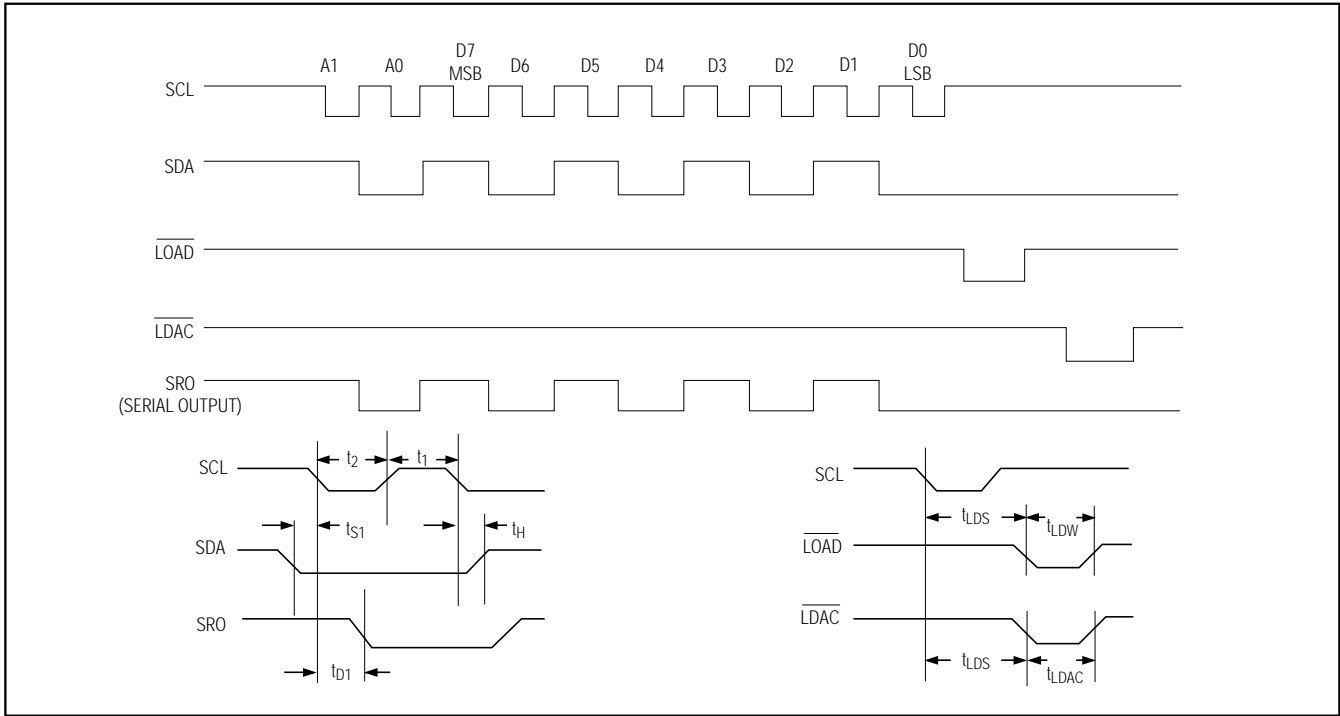 A1 A0 D7 MSB D6 D5 D4 D3 D2 D1 D0 LSB
SCL
SDA
LOAD
LDAC
SRO
(SERIAL OUTPUT)
SCL t2 t1
tS1 tH
SDA
SRO
tD1
SCL
tLDS tLDW
LOAD
LDAC
tLDS tLDAC